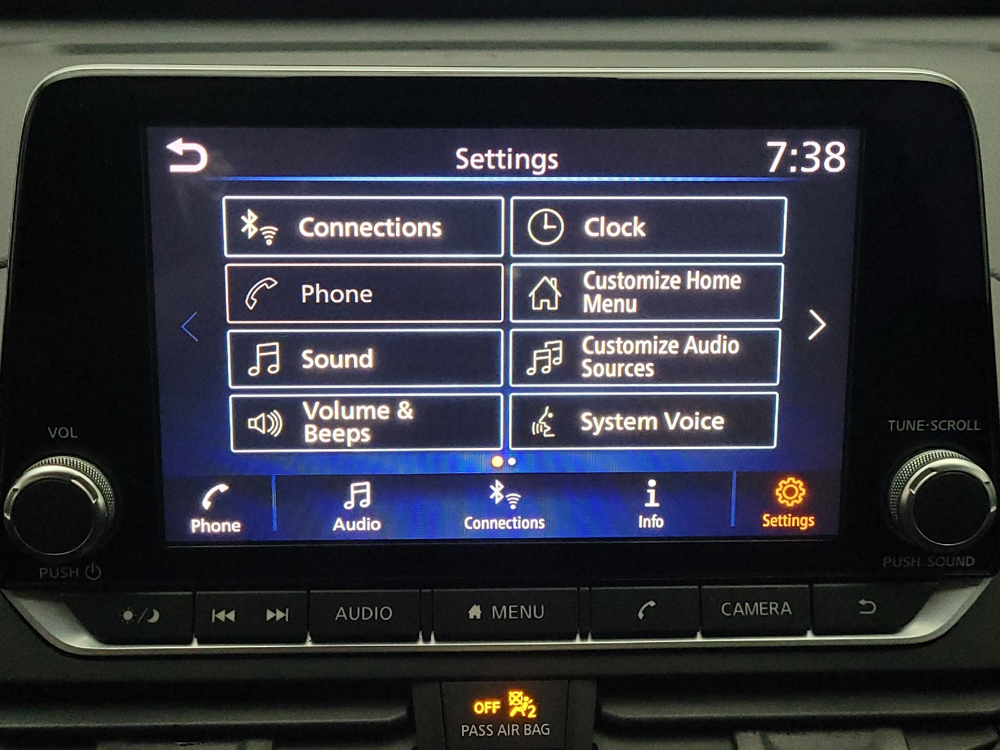 Settings
7:38
Connections
Clock
Phone
Customize Home
Menu
Sound
Customize Audio
Sources
Volume &
Beeps
System Voice
Phone
Audio
Connections
Info
Settings
VOL
TUNE·SCROLL
PUSH
PUSH SOUND
AUDIO
MENU
CAMERA
OFF
2
PASS AIR BAG